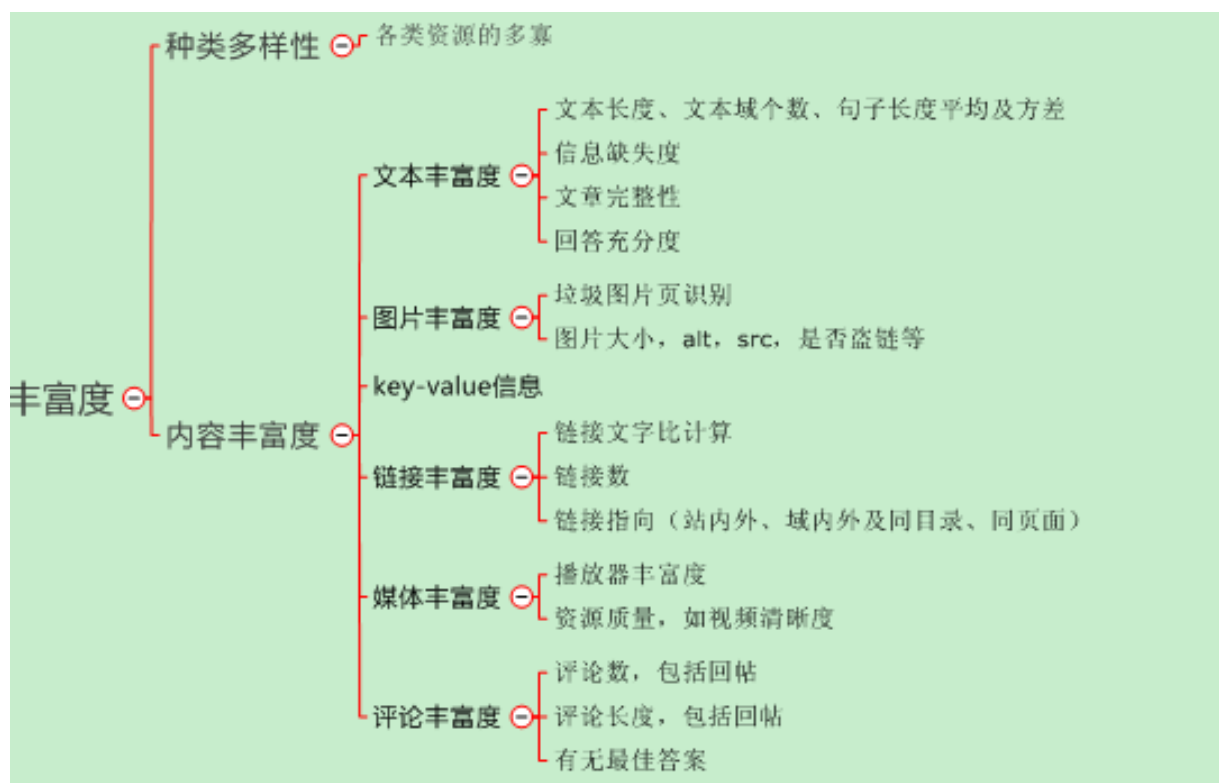 丰富度
种类多样性
各类资源的多寡
内容丰富度
文本丰富度
文本长度、文本域个数、句子长度平均及方差
信息缺失度
文章完整性
回答充分度
图片丰富度
垃圾图片页识别
图片大小，alt，src，是否盗链等
key-value信息
链接丰富度
链接文字比计算
链接数
链接指向（站内外、域内外及同目录、同页面）
媒体丰富度
播放器丰富度
资源质量，如视频清晰度
评论丰富度
评论数，包括回帖
评论长度，包括回帖
有无最佳答案